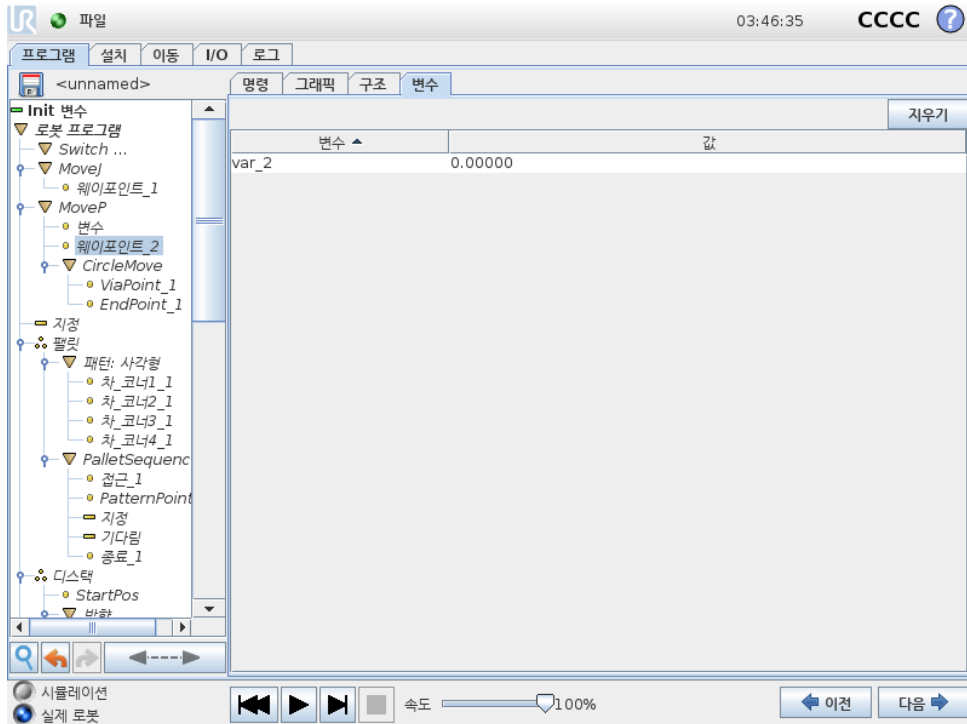 UR 파일 03:46:35 CCCC ?
프로그램 설치 이동 I/O 로그
<unnamed> 명령 그래픽 구조 변수
Init 변수
지우기
로봇 프로그램
변수 값
Switch ...
var_2 0.00000
MoveJ
웨이포인트_1
MoveP
변수
웨이포인트_2
CircleMove
ViaPoint_1
EndPoint_1
지정
팔릿
패턴: 사각형
차_코너1_1
차_코너2_1
차_코너3_1
차_코너4_1
PalletSequenc
접근_1
PatternPoint
지정
기다림
종료_1
디스택
StartPos
방향
시뮬레이션
실제 로봇
속도 100% 이전 다음